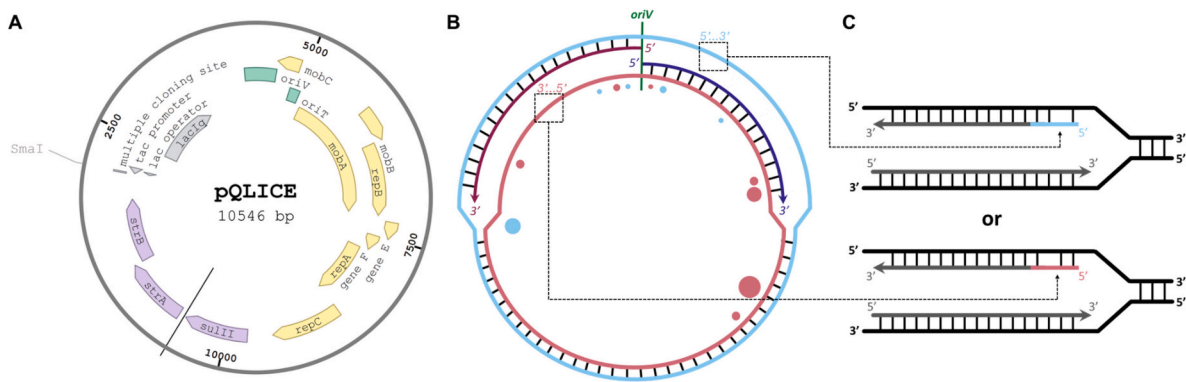 A
5000
mobC
oriV
oriT
multiple cloning site
tac promoter
lac operator
lacIq
2500
SmaI
mobA
mobB
repB
pQLICE
10546 bp
7500
gene E
gene F
repA
repC
strB
strA
sulII
10000
B
oriV
5’
5’
5’...3’
3’...5’
3’
3’
C
5’
3’
5’
3’
5’
5’
3’
3’
or
5’
3’
5’
3’
5’
5’
3’
3’